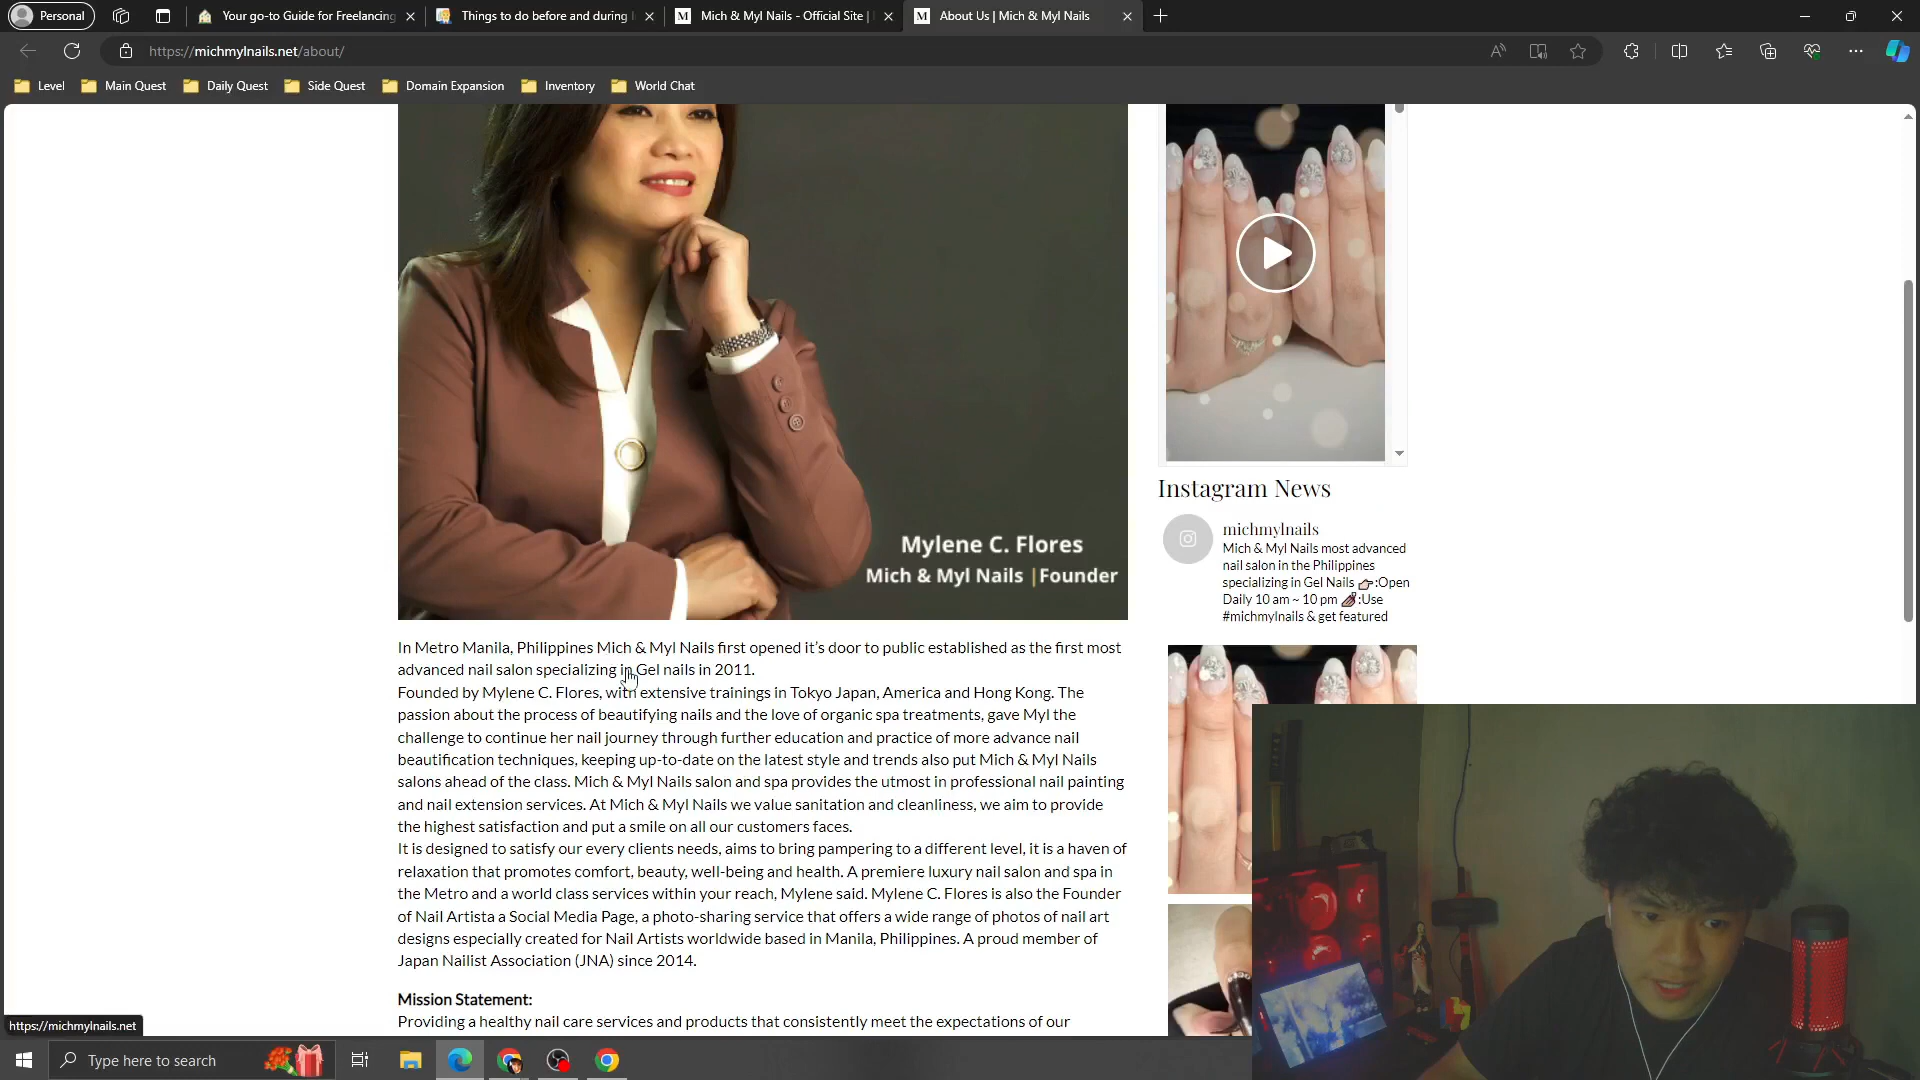 Personal
Your go-to Guide for Freelancing
Things to do before and during
Mich & Myl Nails - Official Site |
About Us | Mich & Myl Nails
https://michmylnails.net/about/
Level
Main Quest
Daily Quest
Side Quest
Domain Expansion
Inventory
World Chat
Mylene C. Flores
Mich & Myl Nails |Founder
Instagram News
michmylnails
Mich & Myl Nails most advanced
nail salon in the Philippines
specializing in Gel Nails 👉:Open
Daily 10 am ~ 10 pm 💅:Use
#michmylnails & get featured
In Metro Manila, Philippines Mich & Myl Nails first opened it’s door to public established as the first most
advanced nail salon specializing in Gel nails in 2011.
Founded by Mylene C. Flores, with extensive trainings in Tokyo Japan, America and Hong Kong. The
passion about the process of beautifying nails and the love of organic spa treatments, gave Myl the
challenge to continue her nail journey through further education and practice of more advance nail
beautification techniques, keeping up-to-date on the latest style and trends also put Mich & Myl Nails
salons ahead of the class. Mich & Myl Nails salon and spa provides the utmost in professional nail painting
and nail extension services. At Mich & Myl Nails we value sanitation and cleanliness, we aim to provide
the highest satisfaction and put a smile on all our customers faces.
It is designed to satisfy our every clients needs, aims to bring pampering to a different level, it is a haven of
relaxation that promotes comfort, beauty, well-being and health. A premiere luxury nail salon and spa in
the Metro and a world class services within your reach, Mylene said. Mylene C. Flores is also the Founder
of Nail Artista a Social Media Page, a photo-sharing service that offers a wide range of photos of nail art
designs especially created for Nail Artists worldwide based in Manila, Philippines. A proud member of
Japan Nailist Association (JNA) since 2014.
Mission Statement:
Providing a healthy nail care services and products that consistently meet the expectations of our
https://michmylnails.net
Type here to search